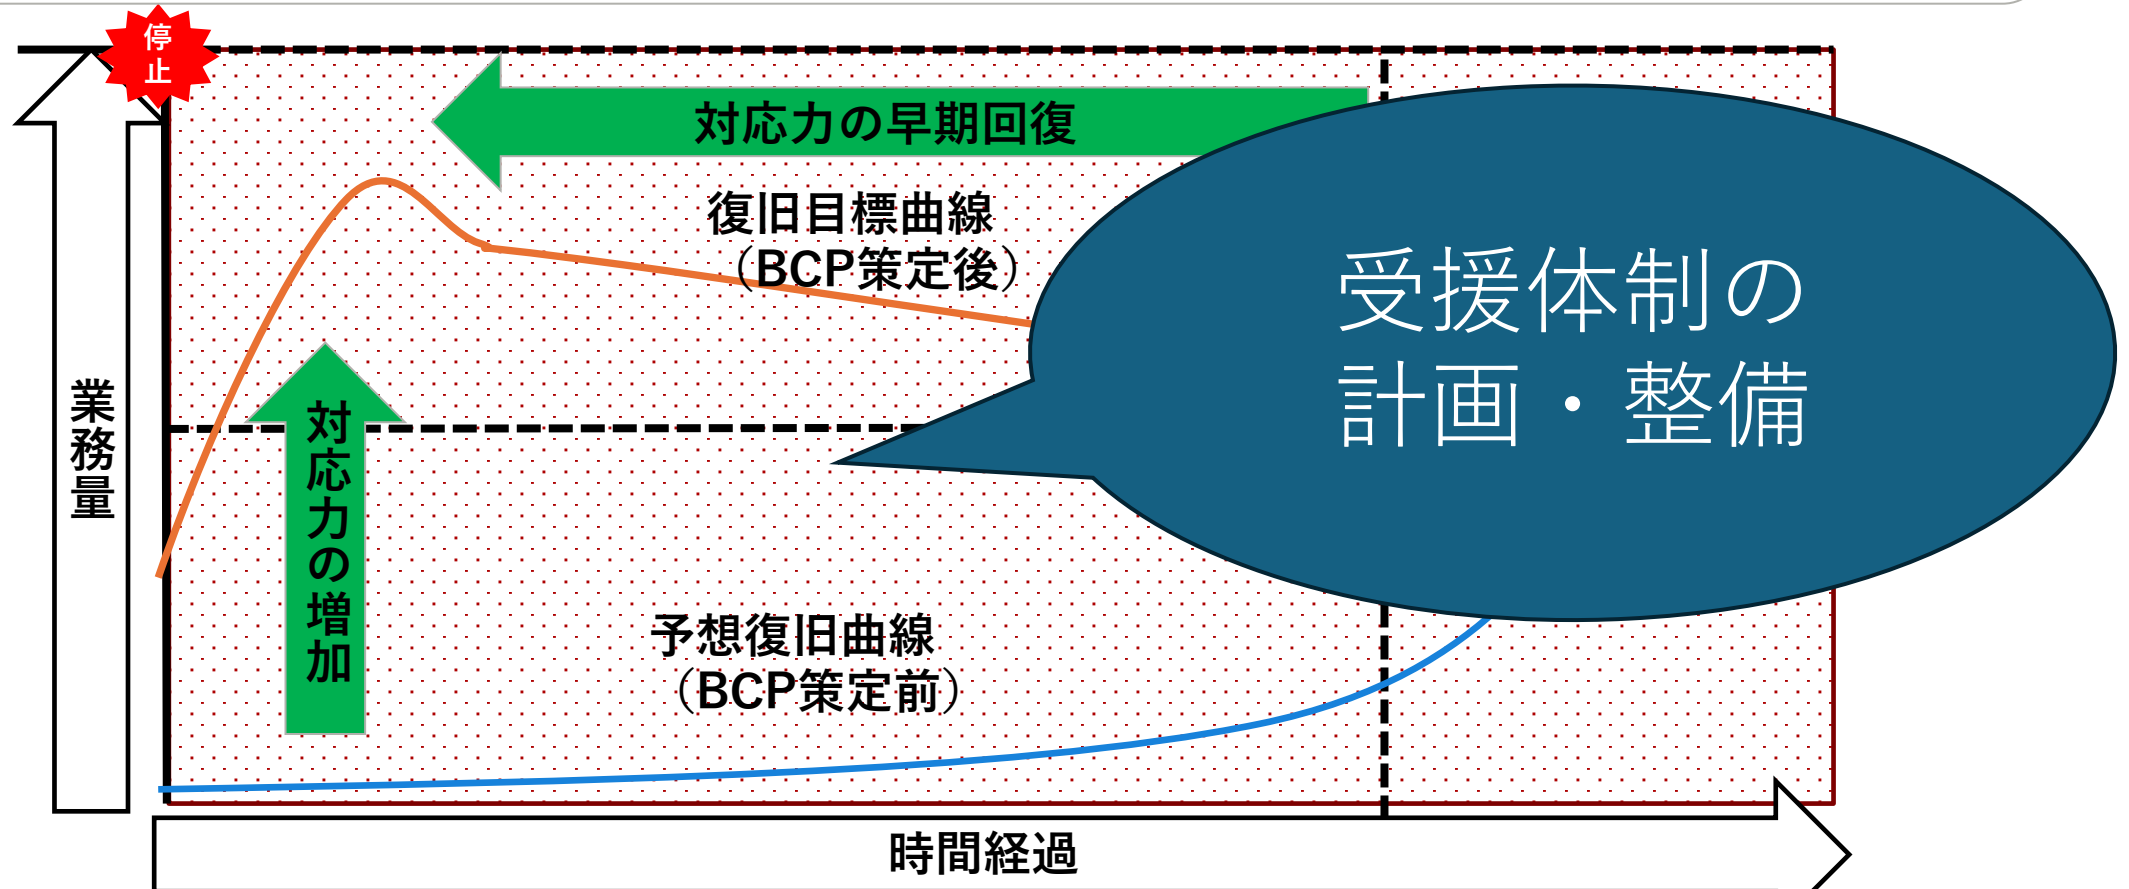 停
止
対応力の早期回復
復旧目標曲線
（BCP策定後）
受援体制の
計画・整備
業務量
対応力の増加
予想復旧曲線
（BCP策定前）
時間経過